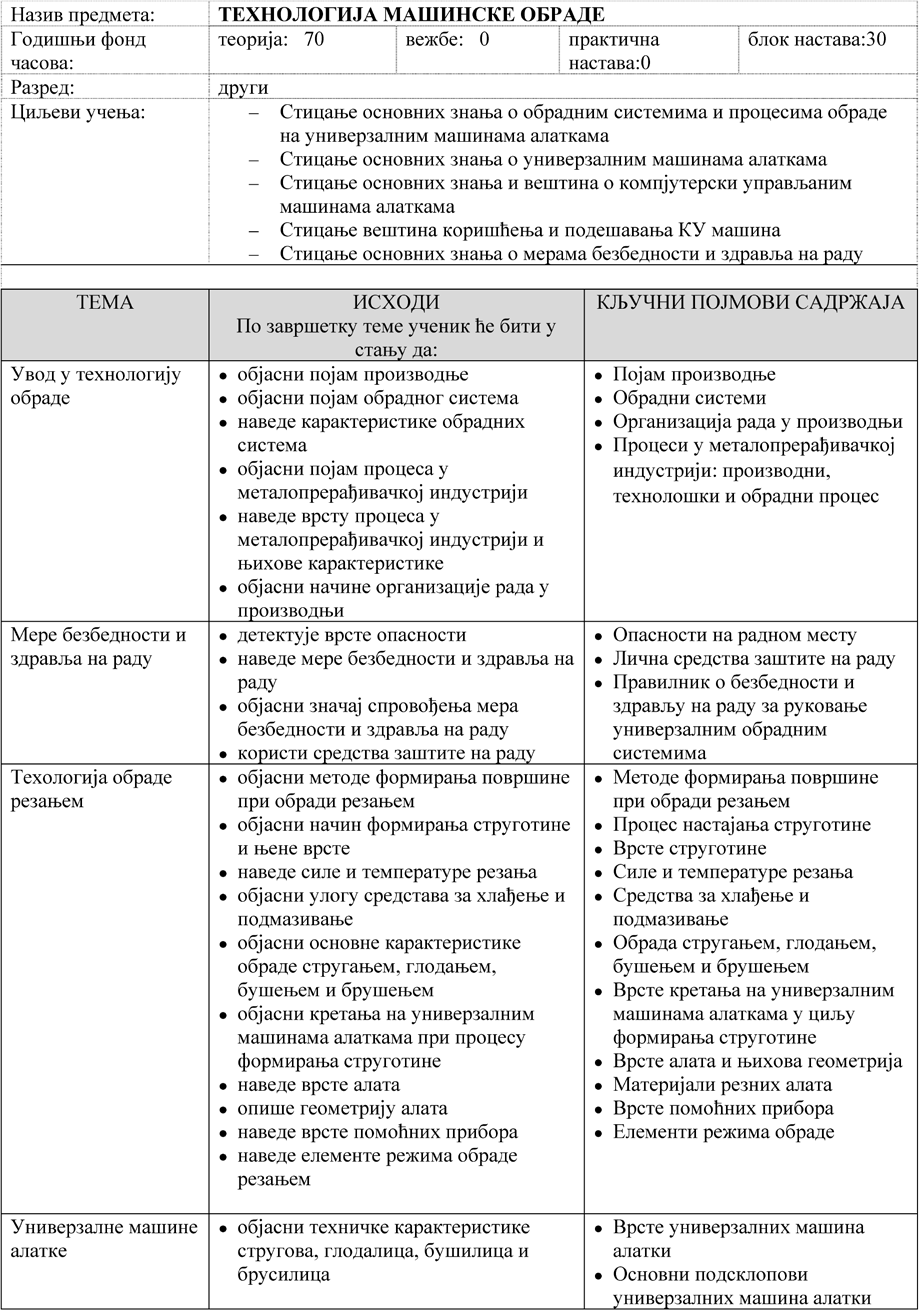 Назив предмета: ТЕХНОЛОГИЈА МАШИНСКЕ ОБРАДЕ
Годишњи фонд часова: теорија: 70 вежбе: 0 практична настава:0 блок настава:30
Разред: други
Циљеви учења:
– Стицање основних знања о обрадним системима и процесима обраде
на универзалним машинама алаткама
– Стицање основних знања о универзалним машинама алаткама
– Стицање основних знања и вештина о компјутерски управљаним
машинама алаткама
– Стицање вештина коришћења и подешавања КУ машина
– Стицање основних знања о мерама безбедности и здравља на раду
ТЕМА
ИСХОДИ
По завршетку теме ученик ће бити у
стању да:
КЉУЧНИ ПОЈМОВИ САДРЖАЈА
Увод у технологију
обраде
• објасни појам производње
• објасни појам обрадног система
• наведе карактеристике обрадних
система
• објасни појам процеса у
металопрерађивачкој индустрији
• наведе врсту процеса у
металопрерађивачкој индустрији и
њихове карактеристике
• објасни начине организације рада у
производњи
• Појам производње
• Обрадни системи
• Организација рада у производњи
• Процеси у металопрерађивачкој
индустрији: производни,
технолошки и обрадни процес
Мере безбедности и
здравља на раду
• детектује врсте опасности
• наведе мере безбедности и здравља на
раду
• објасни значај спровођења мера
безбедности и здравља на раду
• користи средства заштите на раду
• Опасности на радном месту
• Лична средства заштите на раду
• Правилник о безбедности и
здрављу на раду за руковање
универзалним обрадним
системима
Техологија обраде
резањем
• објасни методе формирања површине
при обради резањем
• објасни начин формирања струготине
и њене врсте
• наведе силе и температуре резања
• објасни улогу средстава за хлађење и
подмазивање
• објасни основне карактеристике
обраде стругањем, глодањем,
бушењем и брушењем
• објасни кретања на универзалним
машинама алаткама при процесу
формирања струготине
• наведе врсте алата
• опише геометрију алата
• наведе врсте помоћних прибора
• наведе елементе режима обраде
резањем
• Методе формирања површине
при обради резањем
• Процес настајања струготине
• Врсте струготине
• Силе и температуре резања
• Средства за хлађење и
подмазивање
• Обрада стругањем, глодањем,
бушењем и брушењем
• Врсте кретања на универзалним
машинама алаткама у циљу
формирања струготине
• Врсте алата и њихова геометрија
• Материјали резних алата
• Врсте помоћних прибора
• Елементи режима обраде
Универзалне машине
алатке
• објасни техничке карактеристике
стругова, глодалица, бушилица и
брусилица
• Врсте универзалних машина
алатки
• Основни подсклопови
универзалних машина алатки